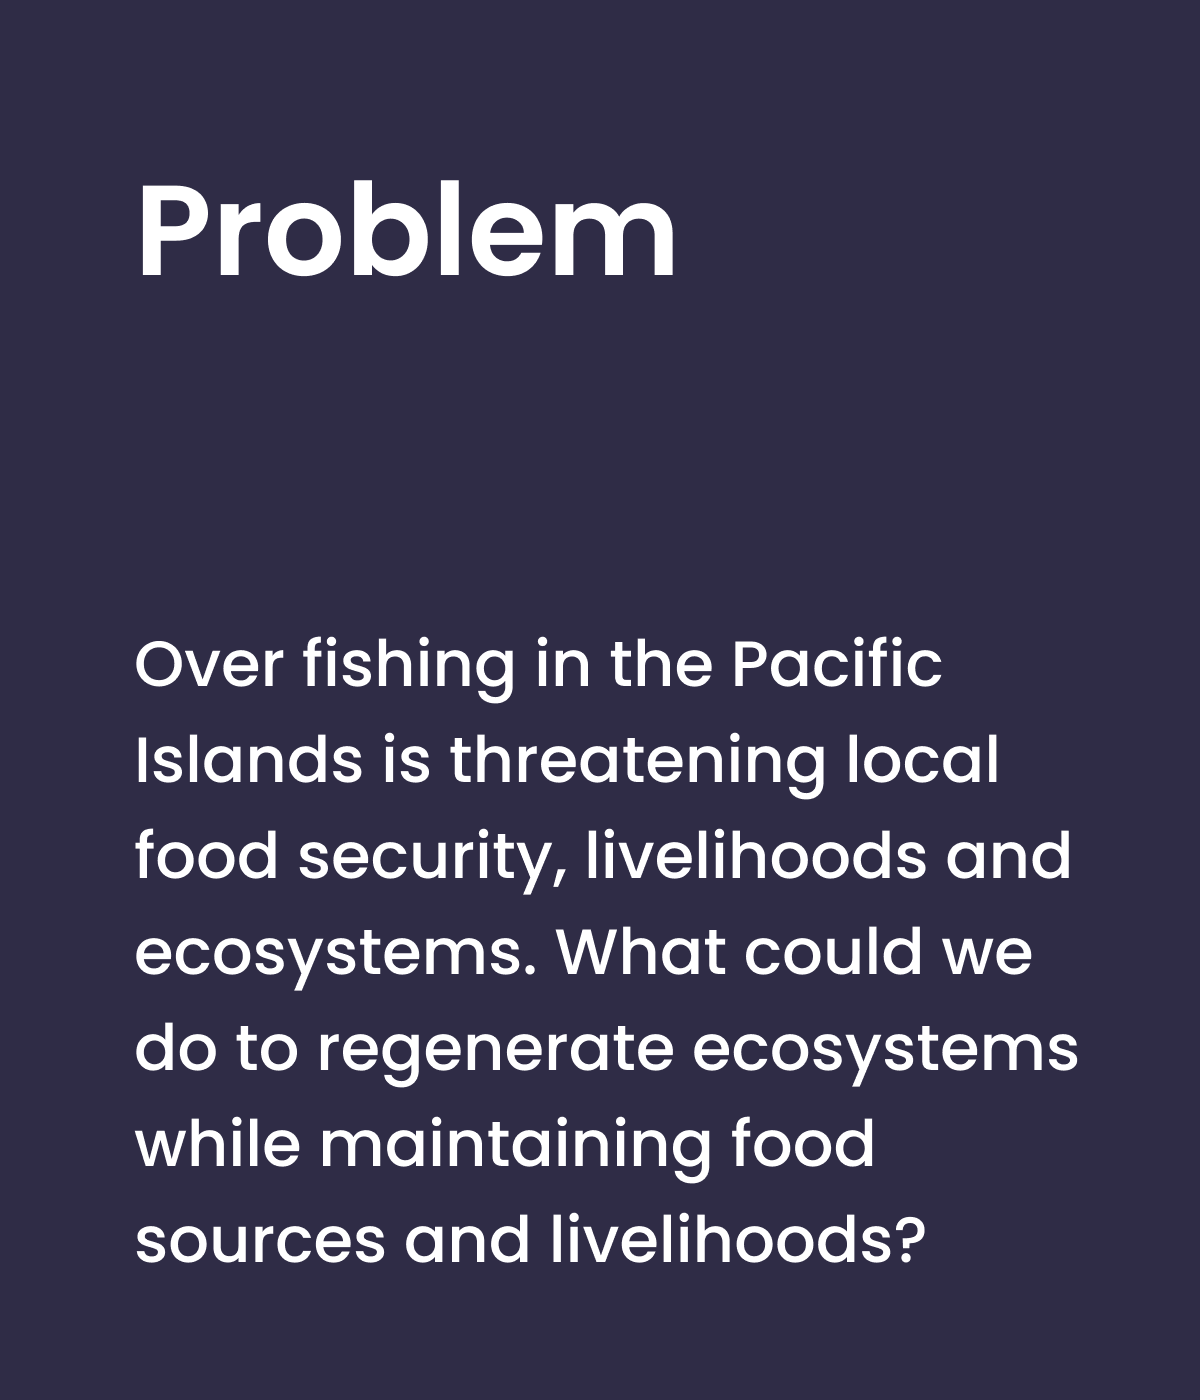 Problem
Over fishing in the Pacific
Islands is threatening local
food security, livelihoods and
ecosystems. What could we
do to regenerate ecosystems
while maintaining food
sources and livelihoods?